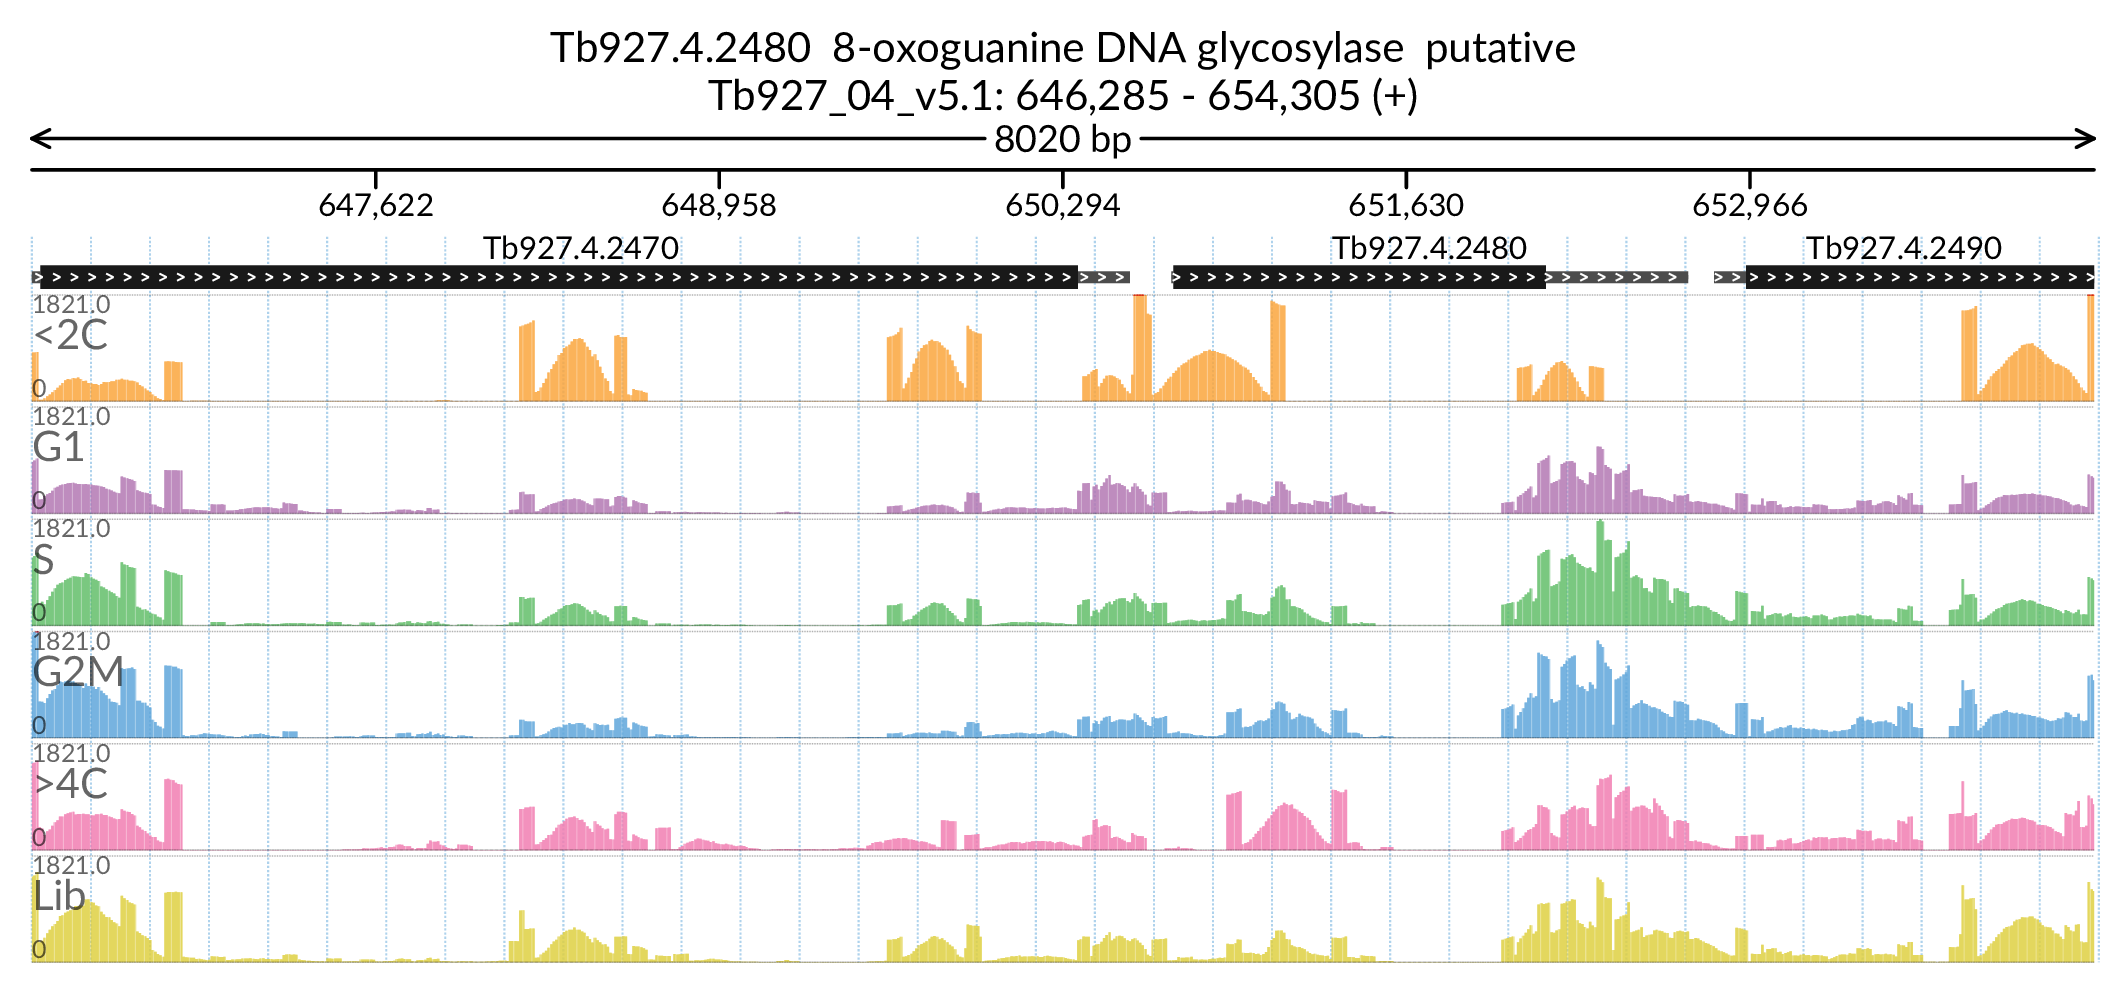 Tb927.4.2480  8-oxoguanine DNA glycosylase  putative
Tb927_04_v5.1: 646,285 - 654,305 (+)
8020 bp
647,622 648,958 650,294 651,630 652,966
Tb927.4.2470 Tb927.4.2480 Tb927.4.2490
1821.0
<2C
0
1821.0
G1
0
1821.0
S
0
1821.0
G2M
0
1821.0
>4C
0
1821.0
Lib
0